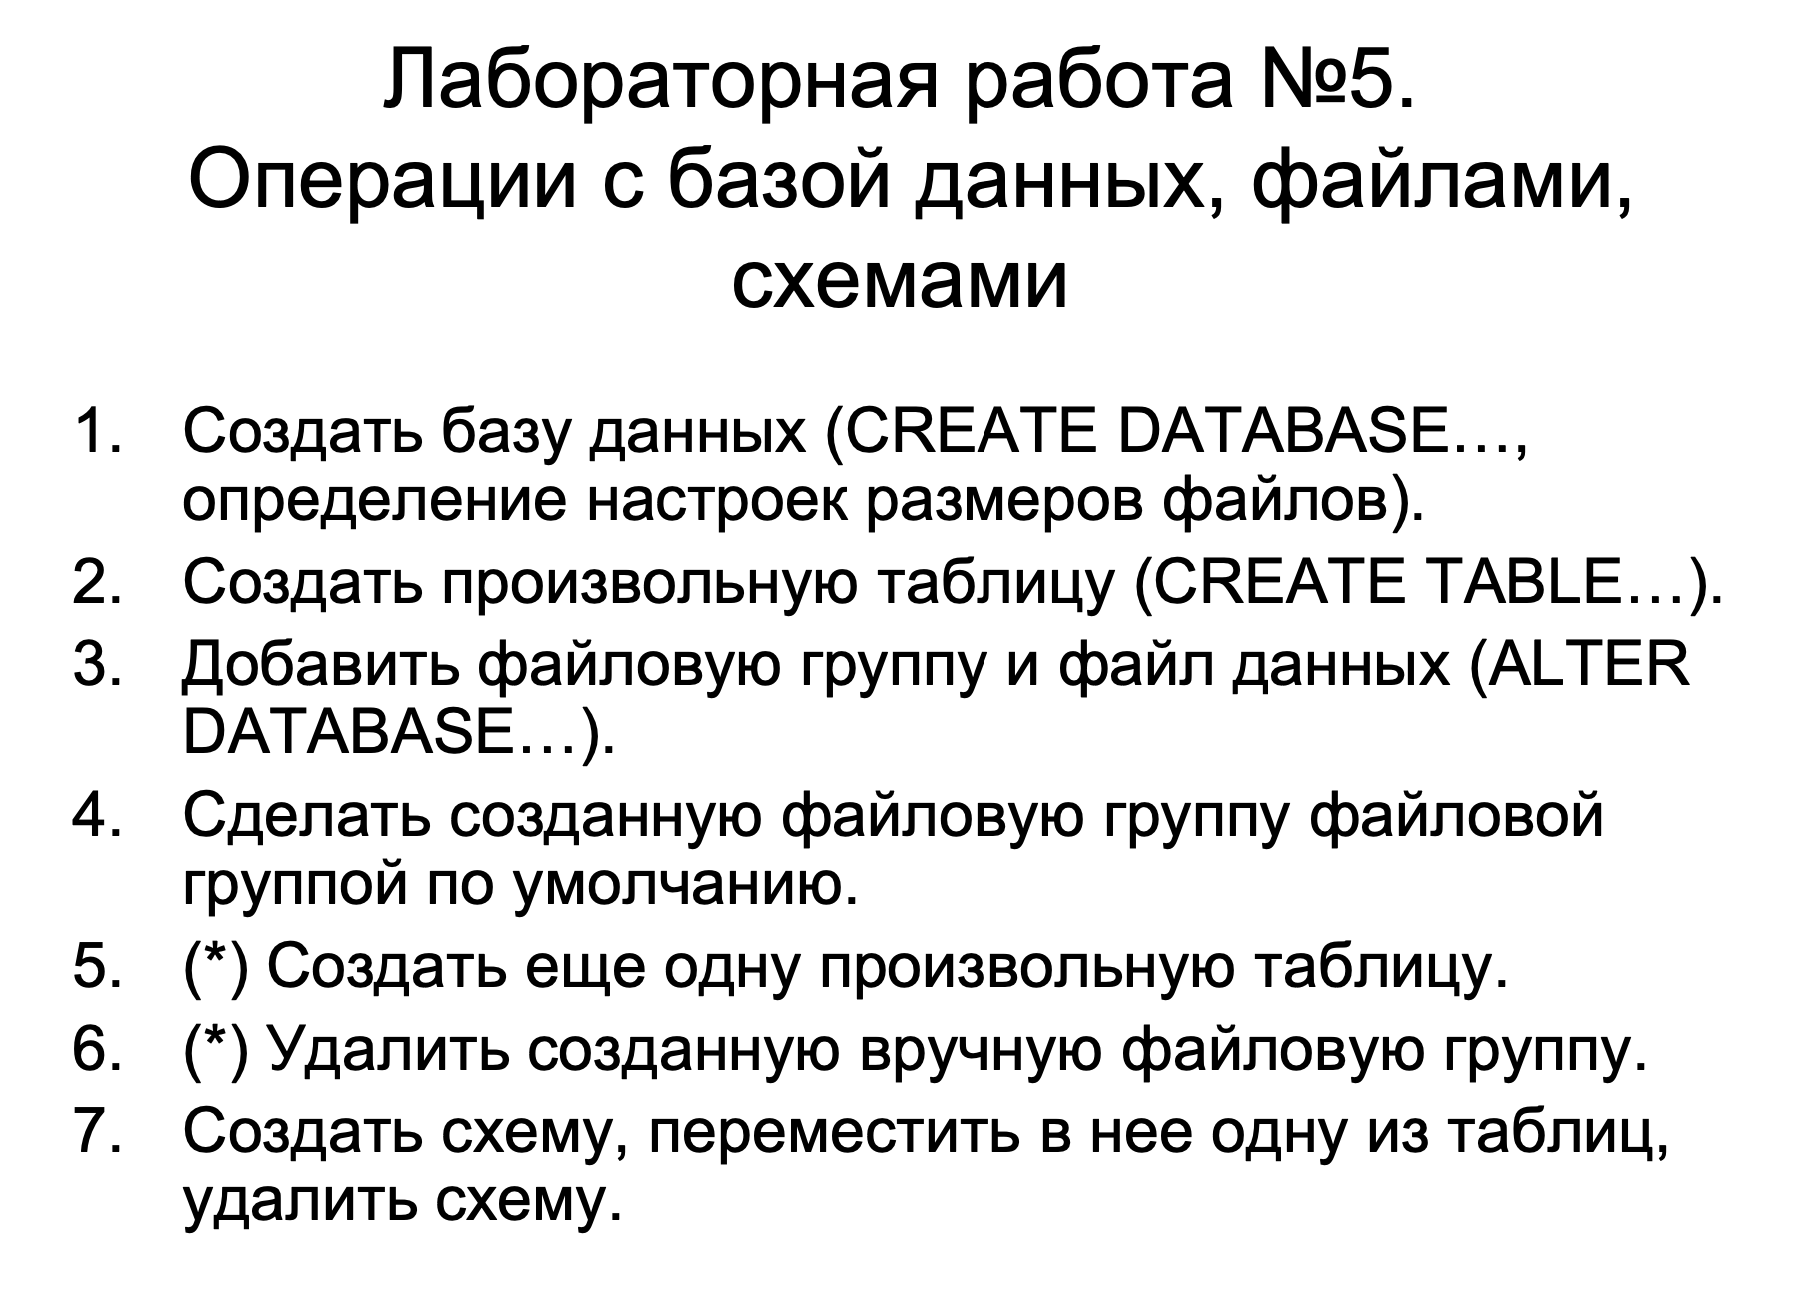 Лабораторная работа №5.
Операции с базой данных, файлами,
схемами
1. Создать базу данных (CREATE DATABASE…,
определение настроек размеров файлов).
2. Создать произвольную таблицу (CREATE TABLE…).
3. Добавить файловую группу и файл данных (ALTER
DATABASE…).
4. Сделать созданную файловую группу файловой
группой по умолчанию.
5. (*) Создать еще одну произвольную таблицу.
6. (*) Удалить созданную вручную файловую группу.
7. Создать схему, переместить в нее одну из таблиц,
удалить схему.